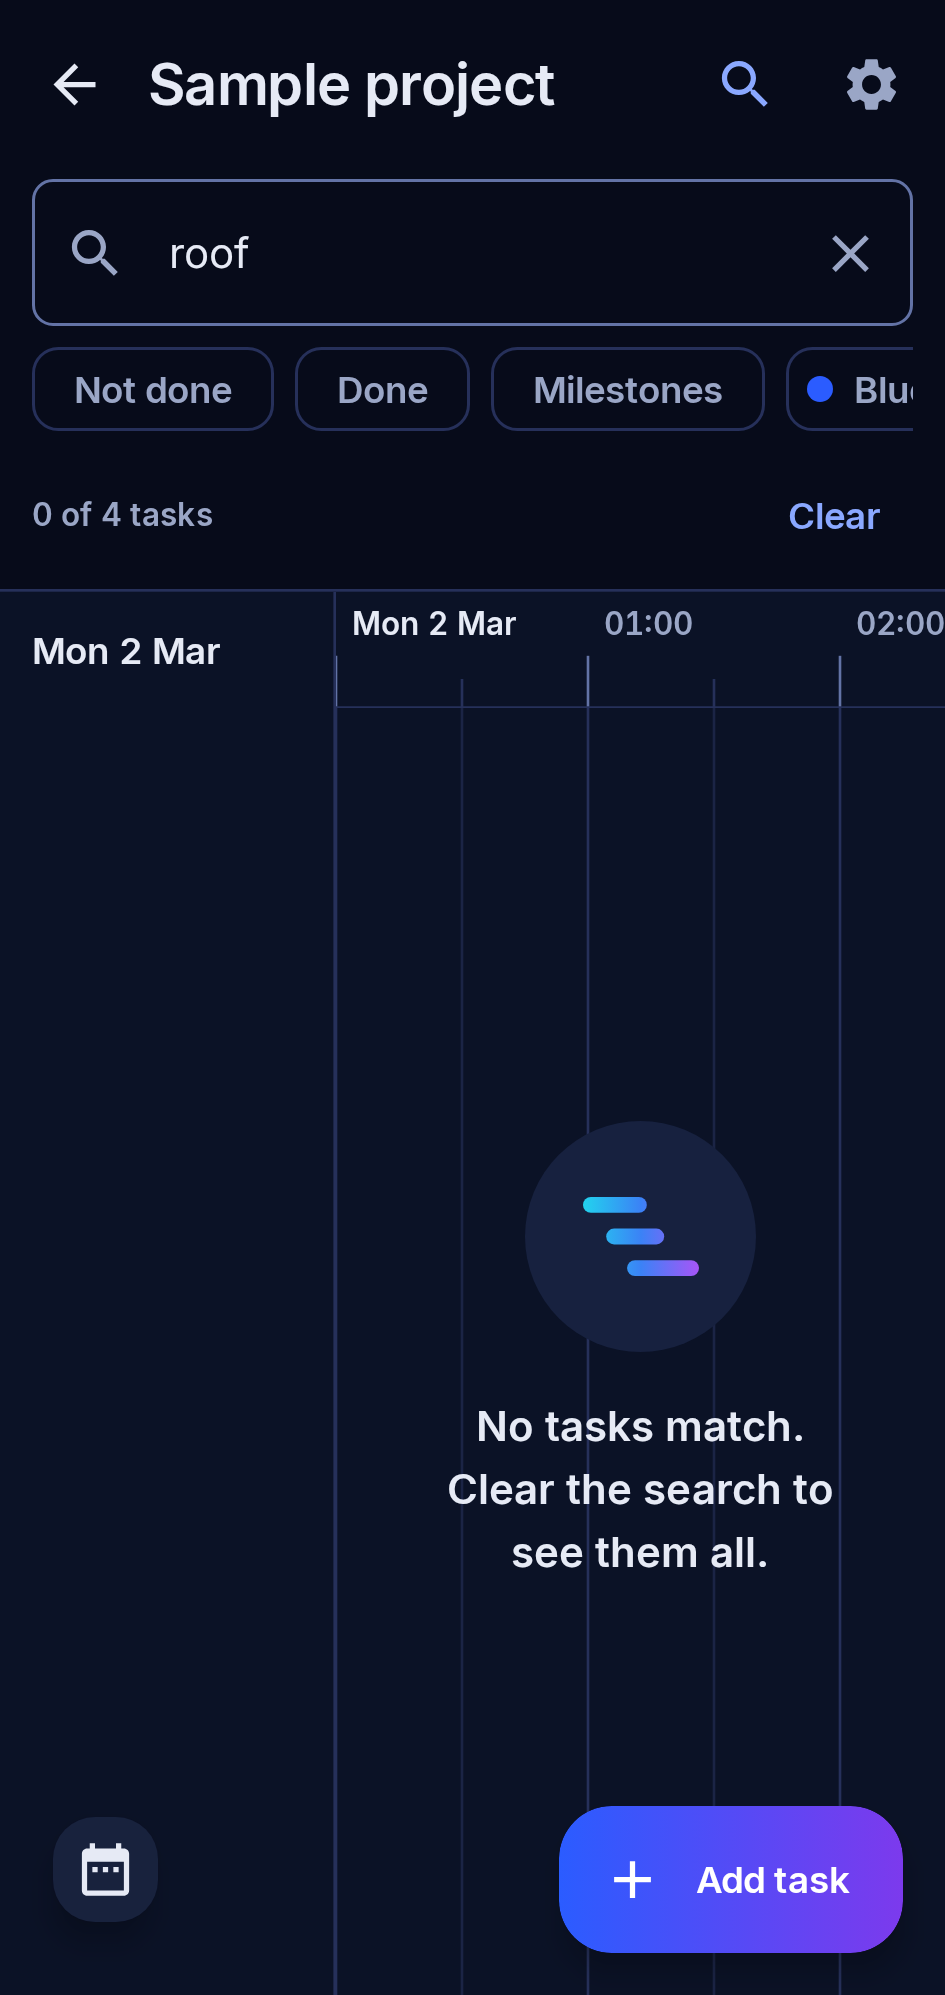 Sample project
roof
Not done
Done
Milestones
0 of 4 tasks
Clear
Mon 2 Mar
Mon 2 Mar
01:00
02:00
No tasks match.
Clear the search to
see them all.
Add task